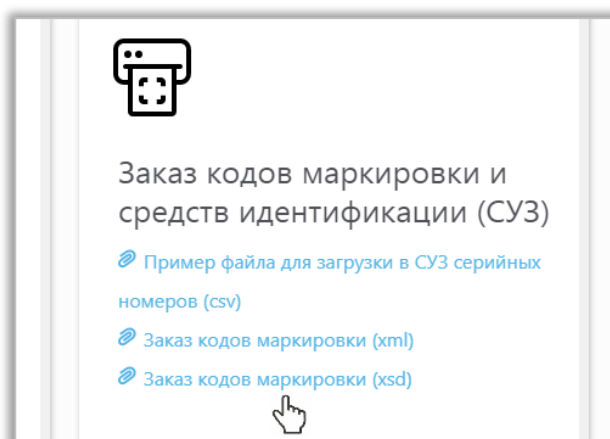 Заказ кодов маркировки и
средств идентификации (СУЗ)
Пример файла для загрузки в СУЗ серийных
номеров (csv)
Заказ кодов маркировки (xml)
Заказ кодов маркировки (xsd)